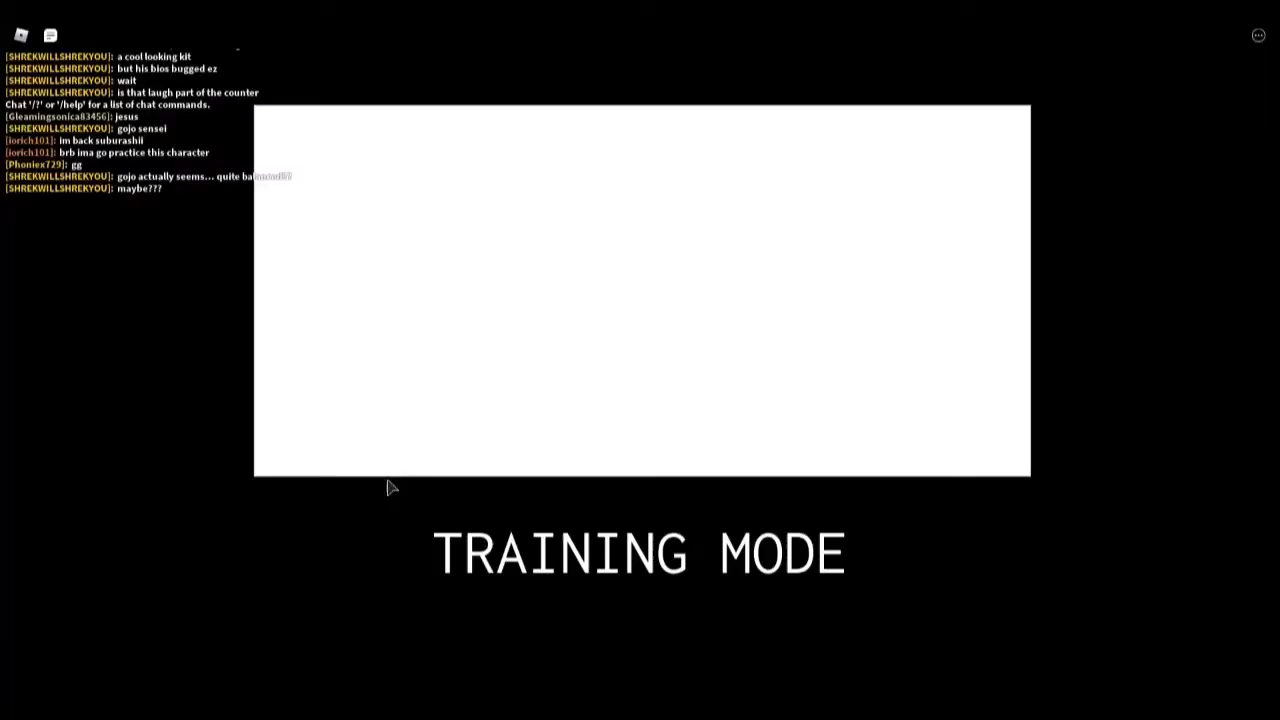 [SHREKWILLSHREKYOU]: a cool looking kit
[SHREKWILLSHREKYOU]: but his bios bugged ez
[SHREKWILLSHREKYOU]: wait
[SHREKWILLSHREKYOU]: is that laugh part of the counter
Chat '/?' or '/help' for a list of chat commands.
[Gleamingsonica83456]: jesus
[SHREKWILLSHREKYOU]: gojo sensei
[iorich101]: im back suburashii
[iorich101]: brb ima go practice this character
[Phoniex729]: gg
[SHREKWILLSHREKYOU]: gojo actually seems... quite
[SHREKWILLSHREKYOU]: maybe???
TRAINING MODE